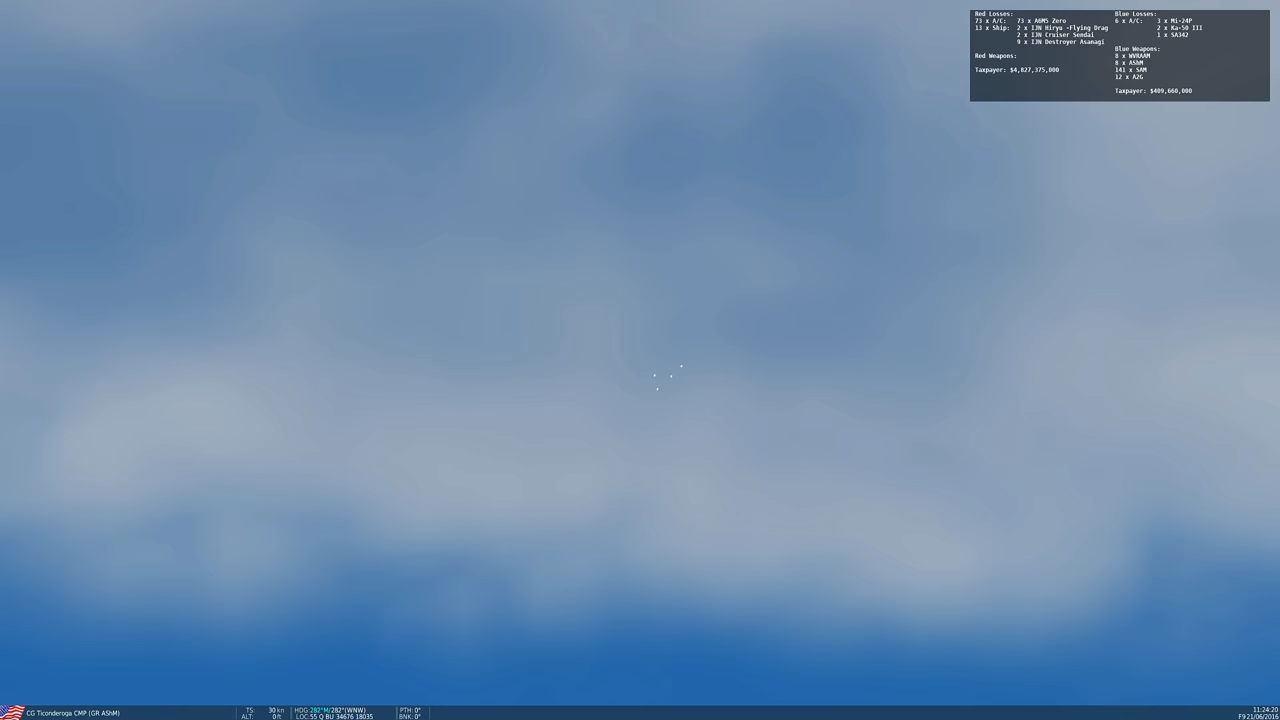 Red Losses:
73 x A/C: 73 x A6M5 Zero
13 x Ship: 2 x IJN Hiryu -Flying Drag
2 x IJN Cruiser Sendai
9 x IJN Destroyer Asanagi
Red Weapons:
Taxpayer: $4,827,375,000
Blue Losses:
6 x A/C: 3 x Mi-24P
2 x Ka-50 III
1 x SA342
Blue Weapons:
8 x WVRAAM
8 x AShM
141 x SAM
12 x A2G
Taxpayer: $409,660,000
CG Ticonderoga CMP (GR AShM)
TS: 30 kn
ALT: 0 ft
HDG: 282°M/282°(WNW)
LOC: 55 Q BU 34676 18035
PTH: 0°
BNK: 0°
11:24:20
F9 21/06/2016